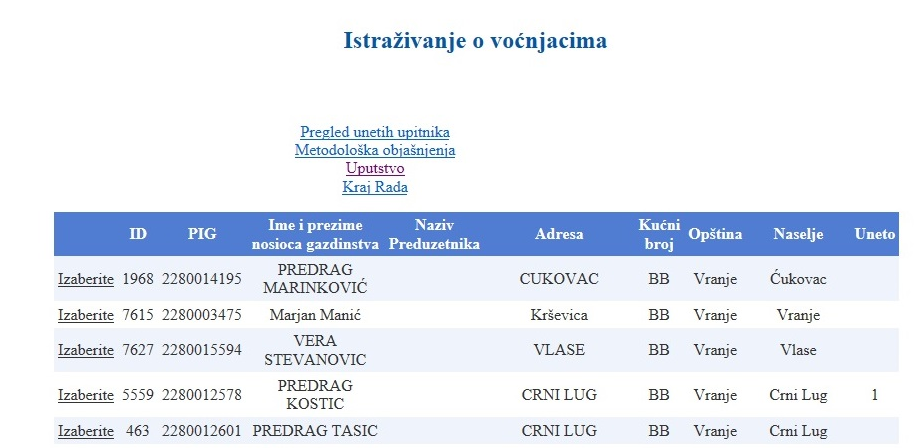 Istraživanje o voćnjacima
Pregled unetih upitnika
Metodološka objašnjenja
Uputstvo
Kraj Rada
ID PIG Ime i prezime nosioca gazdinstva Naziv Preduzetnika Adresa Kućni broj Opština Naselje Uneto
Izaberite 1968 2280014195 PREDRAG MARINKOVIĆ CUKOVAC BB Vranje Ćukovac
Izaberite 7615 2280003475 Marjan Manić Krševica BB Vranje Vranje
Izaberite 7627 2280015594 VERA STEVANOVIC VLASE BB Vranje Vlase
Izaberite 5559 2280012578 PREDRAG KOSTIC CRNI LUG BB Vranje Crni Lug 1
Izaberite 463 2280012601 PREDRAG TASIC CRNI LUG BB Vranje Crni Lug